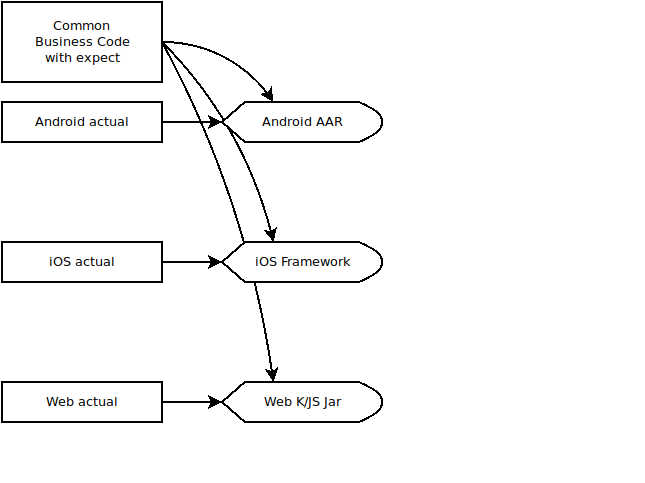 Common
Business Code
with expect
Android actual
Android AAR
iOS actual
iOS Framework
Web actual
Web K/JS Jar